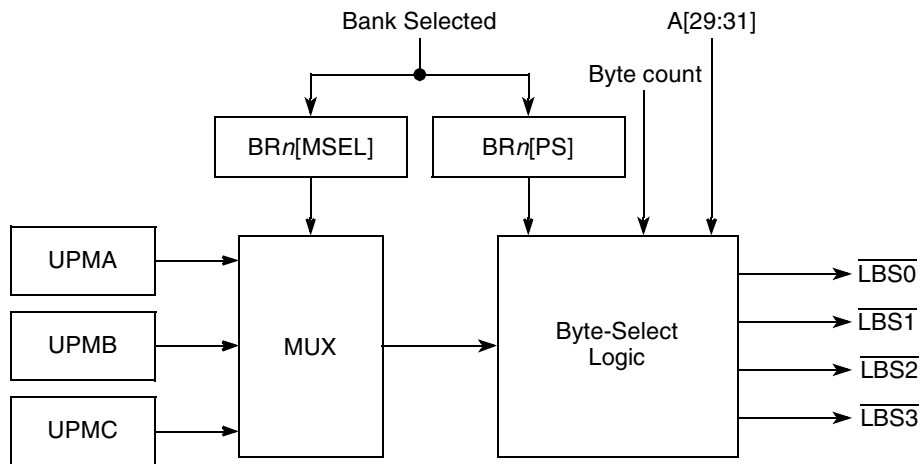 Bank Selected
A[29:31]
Byte count
BRn[MSEL]
BRn[PS]
UPMA
UPMB
UPMC
MUX
Byte-Select
Logic
LBS0
LBS1
LBS2
LBS3